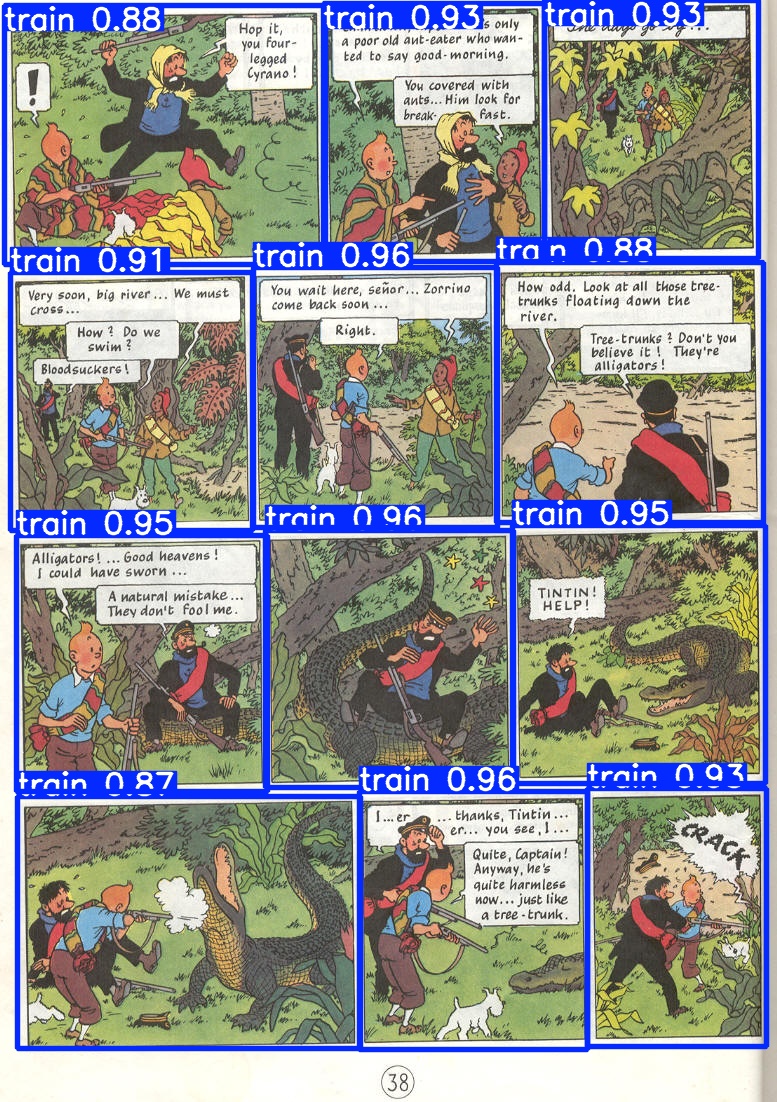 train 0.88
Hop it,
you four-
legged
Cyrano!
!
train 0.93
is only
a poor old ant-eater who wan-
ted to say good-morning.
You covered with
ants... Him look for
break- fast.
train 0.93
train 0.91
Very soon, big river... We must
cross...
How? Do we
swim?
Bloodsuckers!
train 0.96
You wait here, señor... Zorrino
come back soon ...
Right.
train 0.88
How odd. Look at all those tree-
trunks floating down the
river.
Tree-trunks? Don't you
believe it! They're
alligators!
train 0.95
Alligators! ... Good heavens!
I could have sworn ...
A natural mistake...
They don't fool me.
train 0.96
train 0.95
TINTIN!
HELP!
train 0.87
train 0.96
I...er ...thanks, Tintin...
er... you see, I...
Quite, Captain!
Anyway, he's
quite harmless
now... just like
a tree-trunk.
train 0.93
CRACK
38